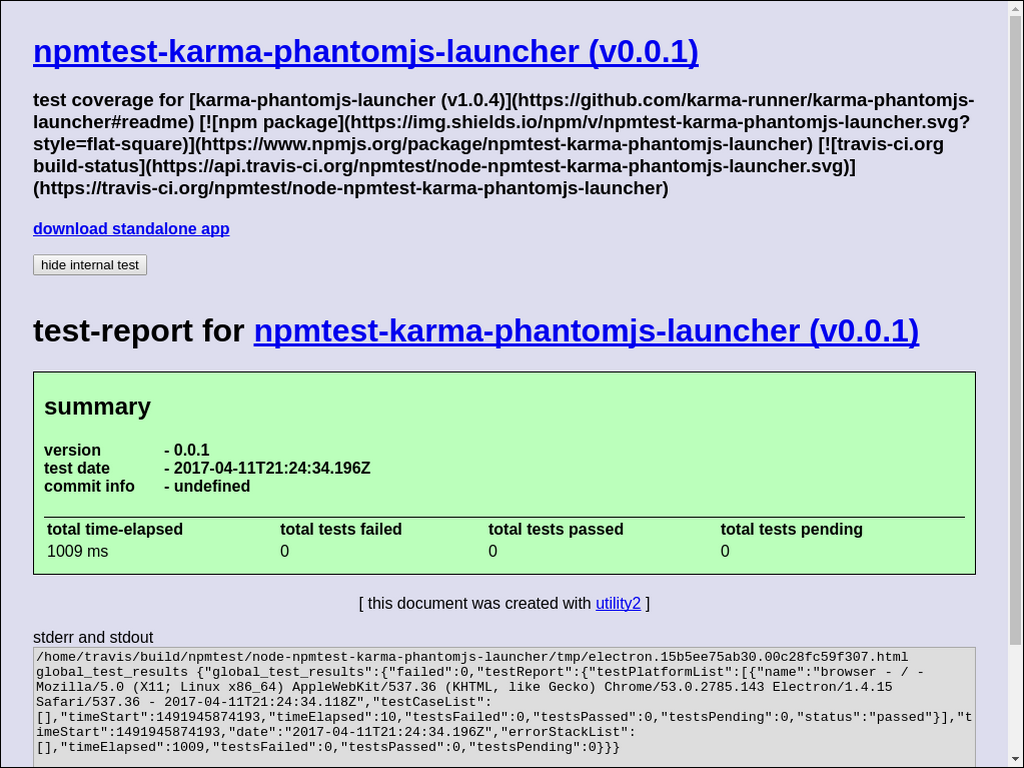 npmtest-karma-phantomjs-launcher (v0.0.1)
test coverage for [karma-phantomjs-launcher (v1.0.4)](https://github.com/karma-runner/karma-phantomjs-
launcher#readme) [![npm package](https://img.shields.io/npm/v/npmtest-karma-phantomjs-launcher.svg?
style=flat-square)](https://www.npmjs.org/package/npmtest-karma-phantomjs-launcher) [![travis-ci.org
build-status](https://api.travis-ci.org/npmtest/node-npmtest-karma-phantomjs-launcher.svg)]
(https://travis-ci.org/npmtest/node-npmtest-karma-phantomjs-launcher)
download standalone app
hide internal test
test-report for npmtest-karma-phantomjs-launcher (v0.0.1)
summary
version - 0.0.1
test date - 2017-04-11T21:24:34.196Z
commit info - undefined
total time-elapsed total tests failed total tests passed total tests pending
1009 ms 0 0 0
[ this document was created with utility2 ]
stderr and stdout
/home/travis/build/npmtest/node-npmtest-karma-phantomjs-launcher/tmp/electron.15b5ee75ab30.00c28fc59f307.html
global_test_results {"global_test_results":{"failed":0,"testReport":{"testPlatformList":[{"name":"browser - / -
Mozilla/5.0 (X11; Linux x86_64) AppleWebKit/537.36 (KHTML, like Gecko) Chrome/53.0.2785.143 Electron/1.4.15
Safari/537.36 - 2017-04-11T21:24:34.118Z","testCaseList":
[],"timeStart":1491945874193,"timeElapsed":10,"testsFailed":0,"testsPassed":0,"testsPending":0,"status":"passed"}],"t
imeStart":1491945874193,"date":"2017-04-11T21:24:34.196Z","errorStackList":
[],"timeElapsed":1009,"testsFailed":0,"testsPassed":0,"testsPending":0}}}